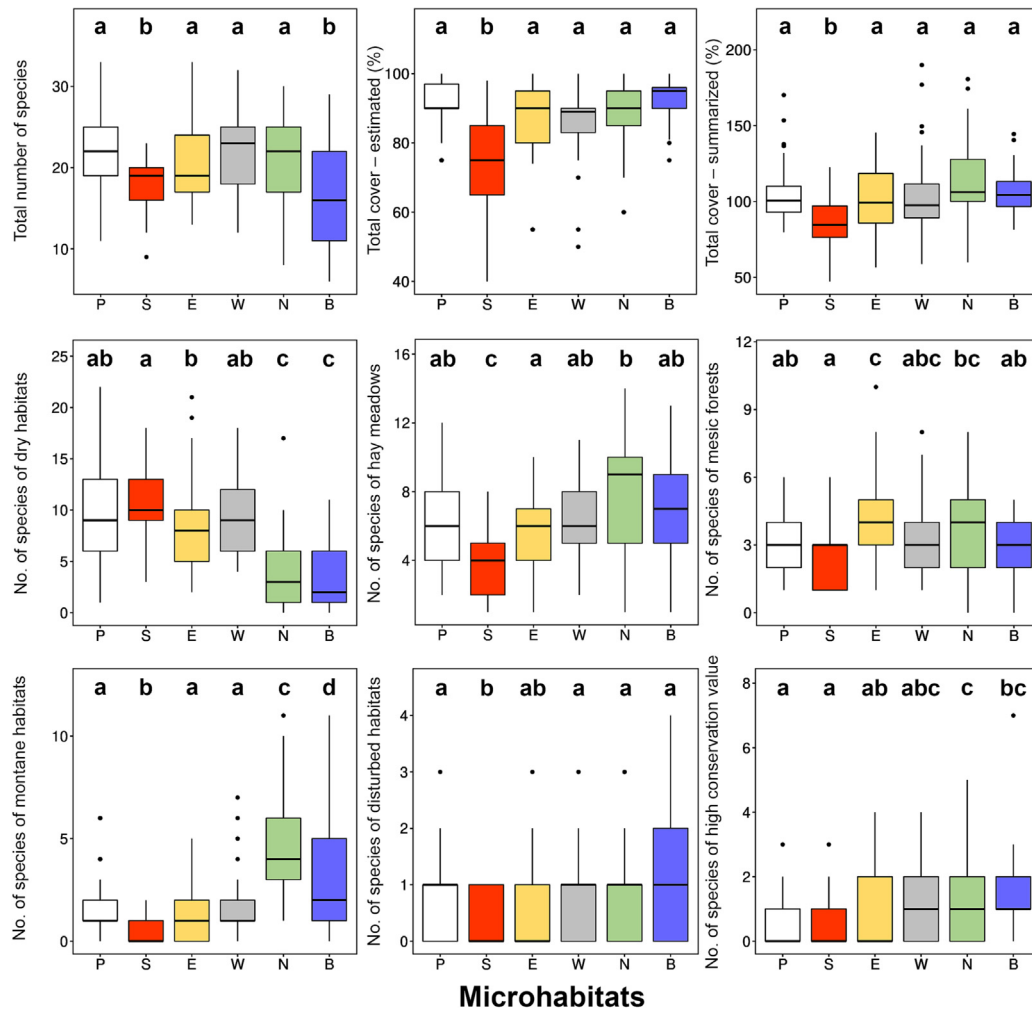 a b a a a b
Total number of species
30
20
10
P S E W N B
a b a a a a
Total cover – estimated (%)
100
80
60
40
P S E W N B
a b a a a a
Total cover – summarized (%)
200
150
100
50
P S E W N B
ab a b ab c c
No. of species of dry habitats
25
20
15
10
5
0
P S E W N B
ab c a ab b ab
No. of species of hay meadows
16
12
8
4
P S E W N B
ab a c abc bc ab
No. of species of mesic forests
12
9
6
3
0
P S E W N B
a b a a c d
No. of species of montane habitats
10
5
0
P S E W N B
a b ab a a a
No. of species of disturbed habitats
4
3
2
1
0
P S E W N B
a a ab abc c bc
No. of species of high conservation value
8
6
4
2
0
P S E W N B
Microhabitats